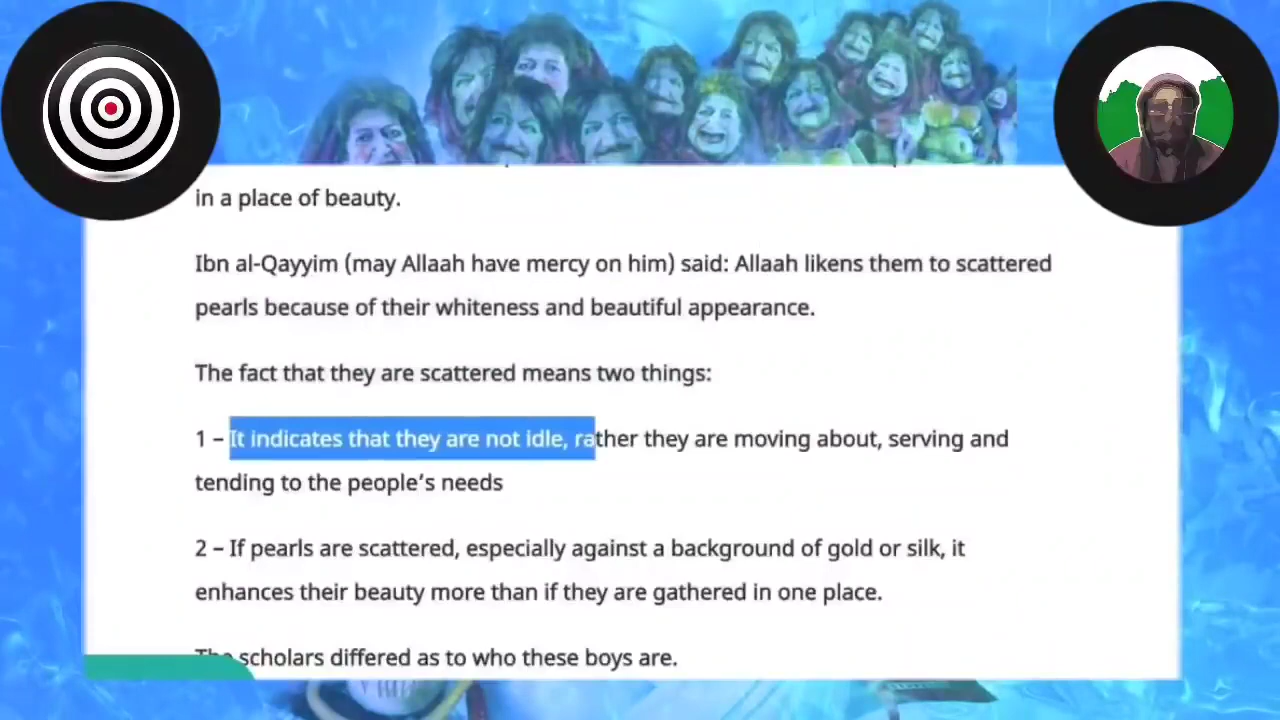 in a place of beauty.
Ibn al-Qayyim (may Allaah have mercy on him) said: Allaah likens them to scattered
pearls because of their whiteness and beautiful appearance.
The fact that they are scattered means two things:
1 – It indicates that they are not idle, rather they are moving about, serving and
tending to the people’s needs
2 – If pearls are scattered, especially against a background of gold or silk, it
enhances their beauty more than if they are gathered in one place.
The scholars differed as to who these boys are.